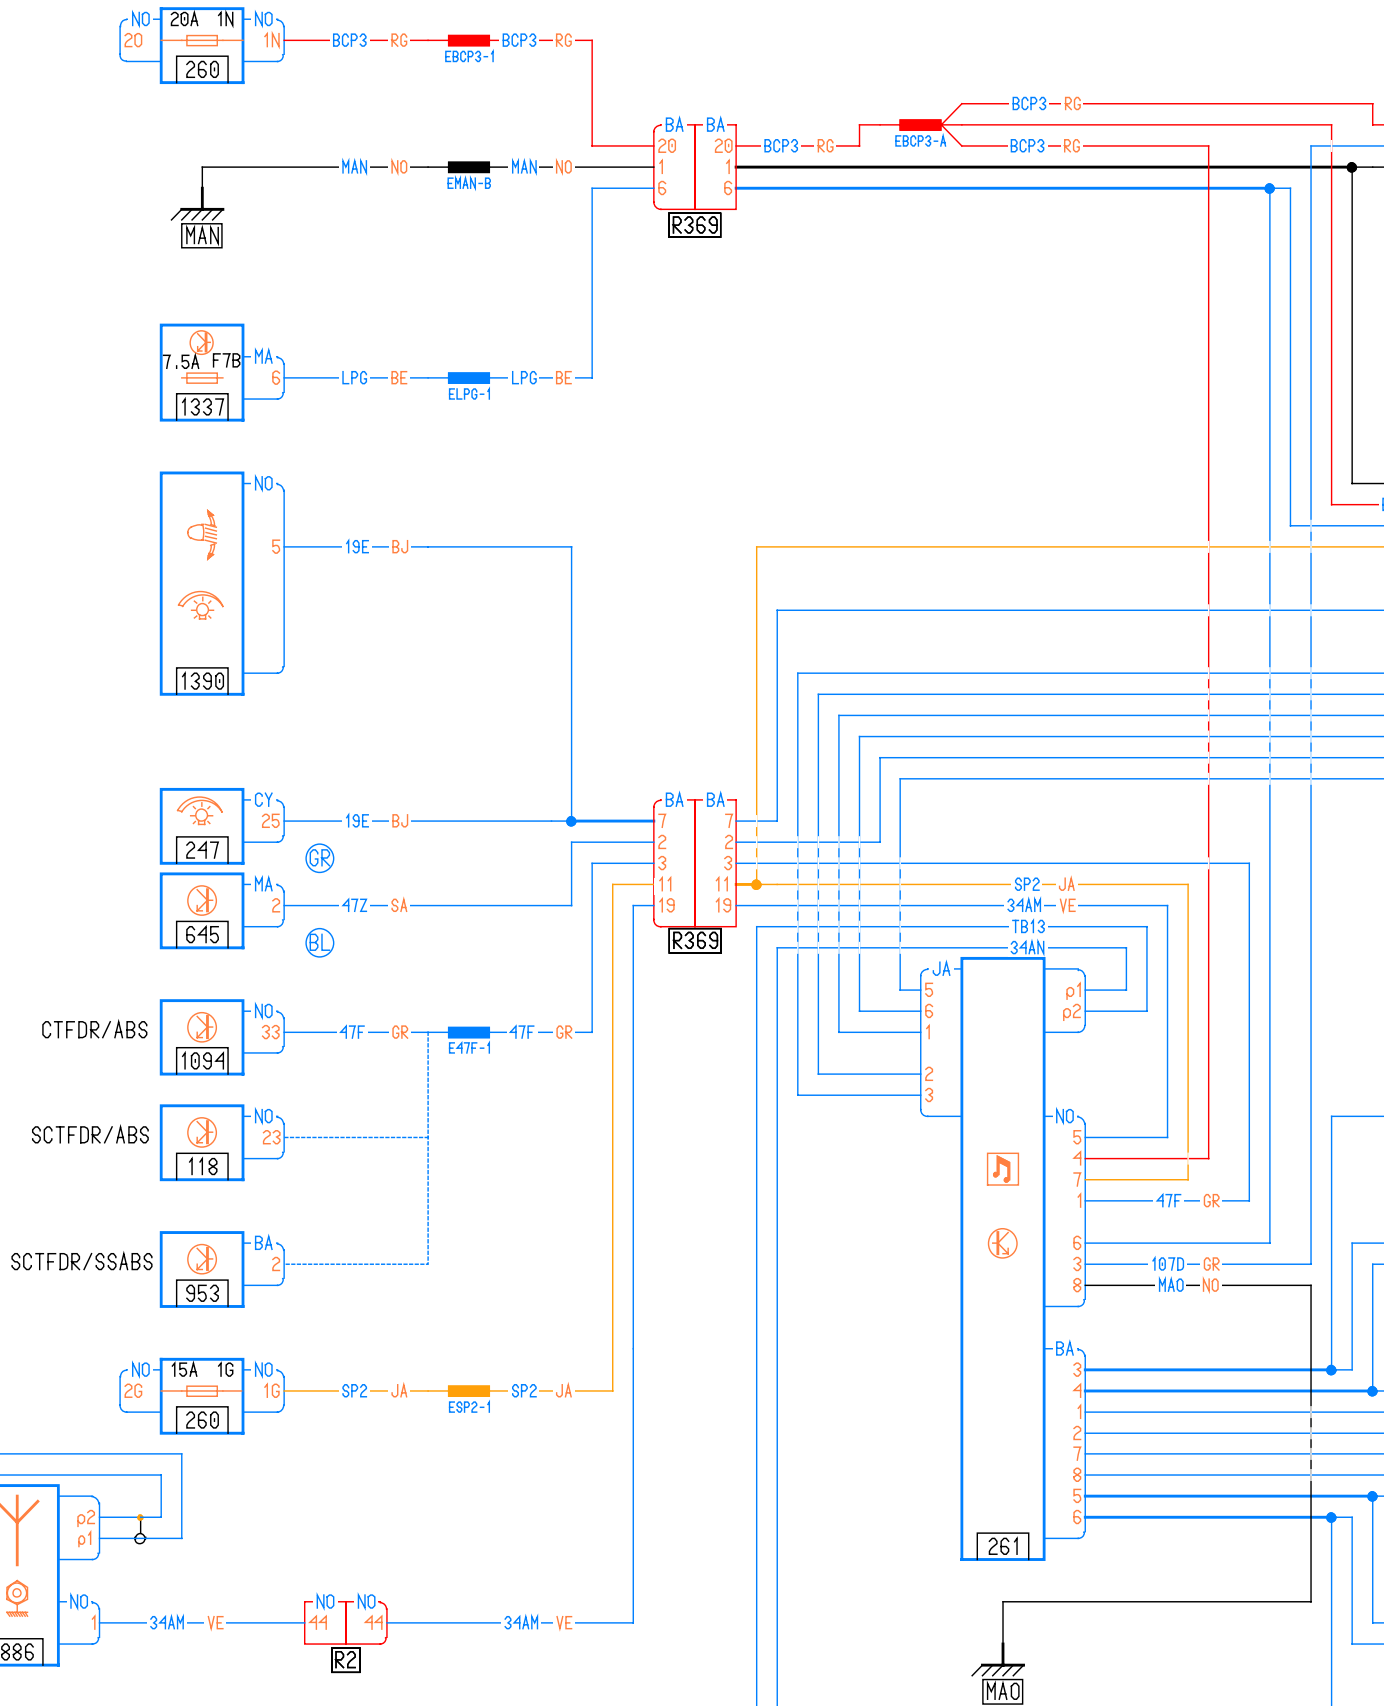 NO 20A 1N NO
20 1N BCP3 RG BCP3 RG
EBCP3-1
260
BCP3 RG
BA BA
20 20 BCP3 RG BCP3 RG
EBCP3-A
MAN NO MAN NO 1 1
EMAN-B 6 6
R369
MAN
7.5A F7B MA
6 LPG BE LPG BE
ELPG-1
1337
NO
5 19E BJ
1390
CY BA BA
25 19E BJ 7 7
247 GR 2 2
3 3
MA 11 11 SP2 JA
2 47Z SA 19 19 34AM VE
645 BL R369 TB13
34AN
JA
5 p1
6 p2
1
2
3
NO
CTFDR/ABS 33 47F GR 47F GR
E47F-1
1094
NO
SCTFDR/ABS 23
118
NO
5
4
7
1 47F GR
6
3 107D GR
8 MAO NO
BA
SCTFDR/SSABS 2
953
BA
3
4
1
2
7
8
5
6
261
NO 15A 1G NO
2G 1G SP2 JA SP2 JA
ESP2-1
260
p2
p1
NO NO NO
1 34AM VE 44 44 34AM VE
886 R2
MAO